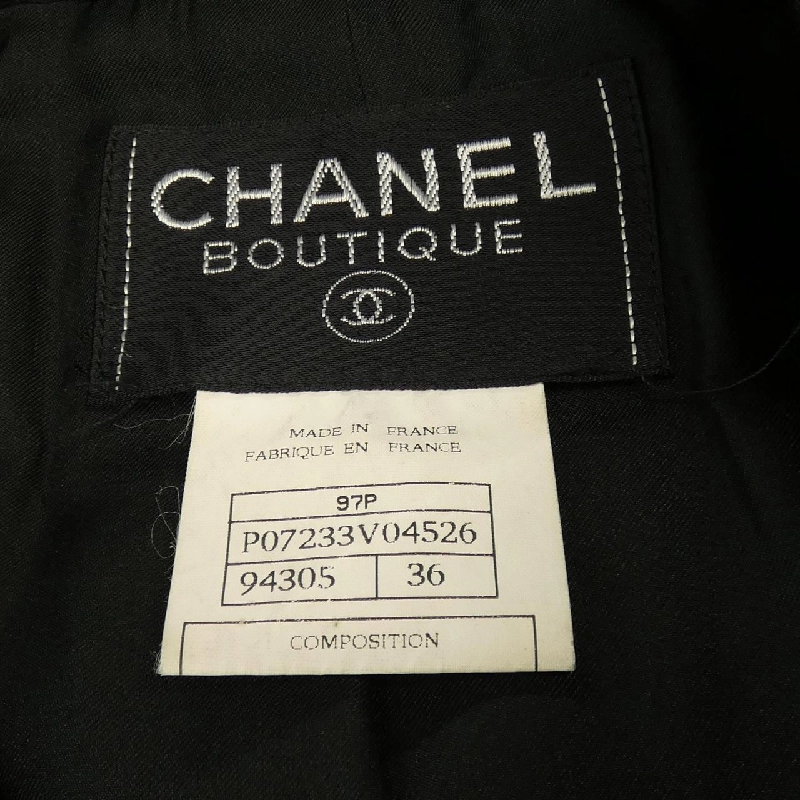 CHANEL
BOUTIQUE
MADE IN FRANCE
FABRIQUE EN FRANCE
97P
P07233V04526
94305 36
COMPOSITION